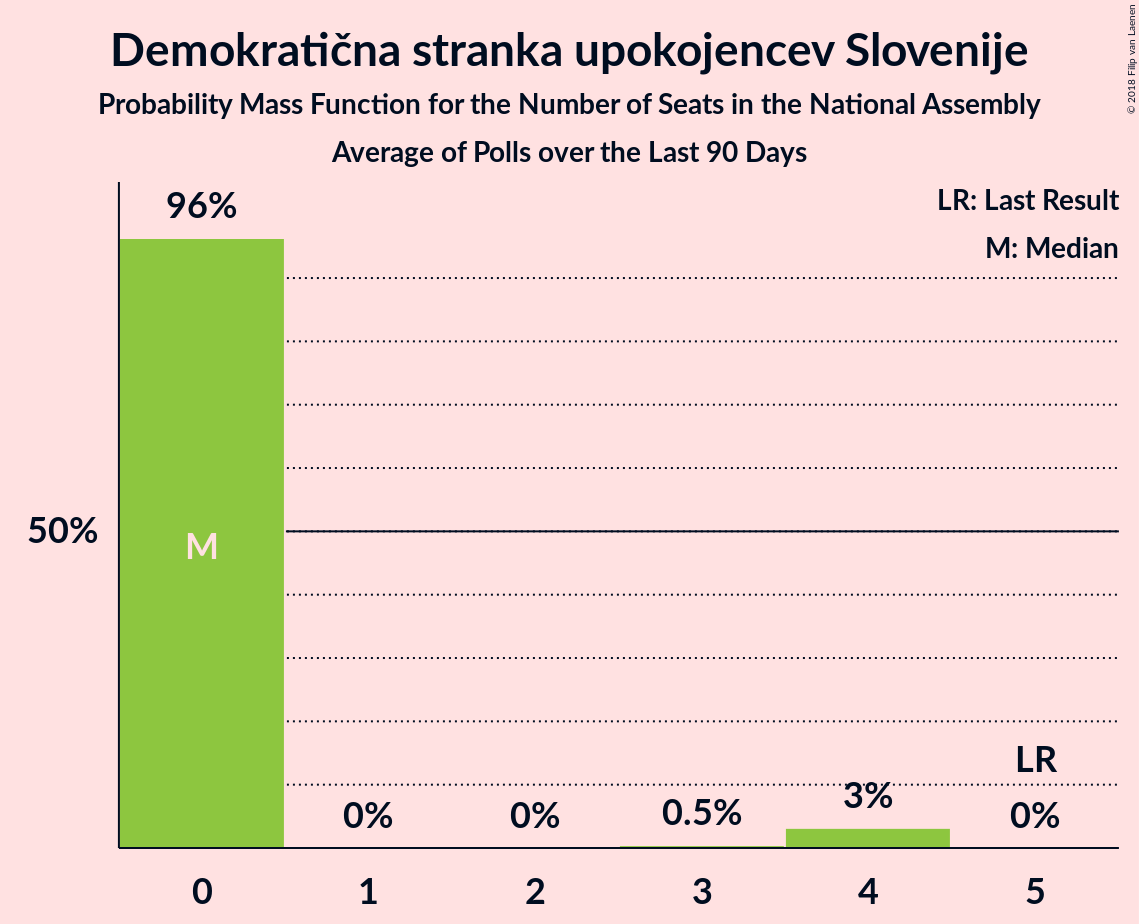 Demokratična stranka upokojencev Slovenije
Probability Mass Function for the Number of Seats in the National Assembly
Average of Polls over the Last 90 Days
© 2018 Filip van Laenen
LR: Last Result
M: Median
96%
50%
M
0%
0%
0.5%
3%
LR
0%
0 1 2 3 4 5